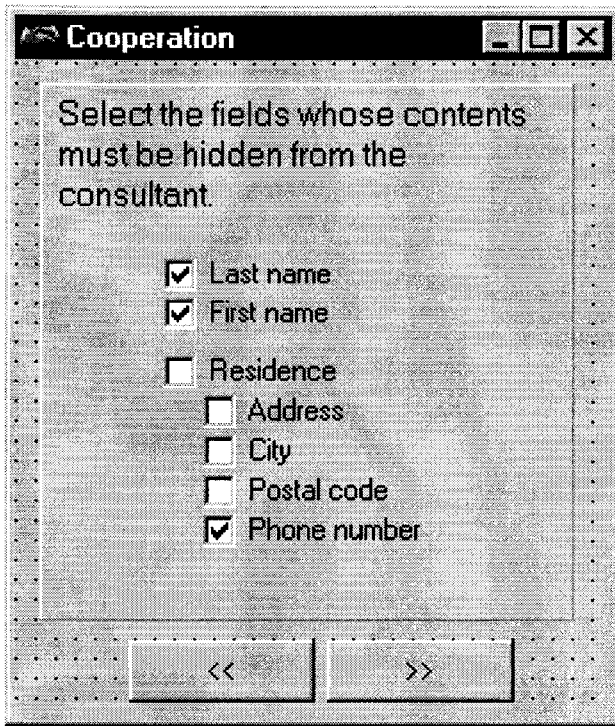 Cooperation
Select the fields whose contents
must be hidden from the
consultant.
Last name
First name
Residence
Address
City
Postal code
Phone number
<< >>